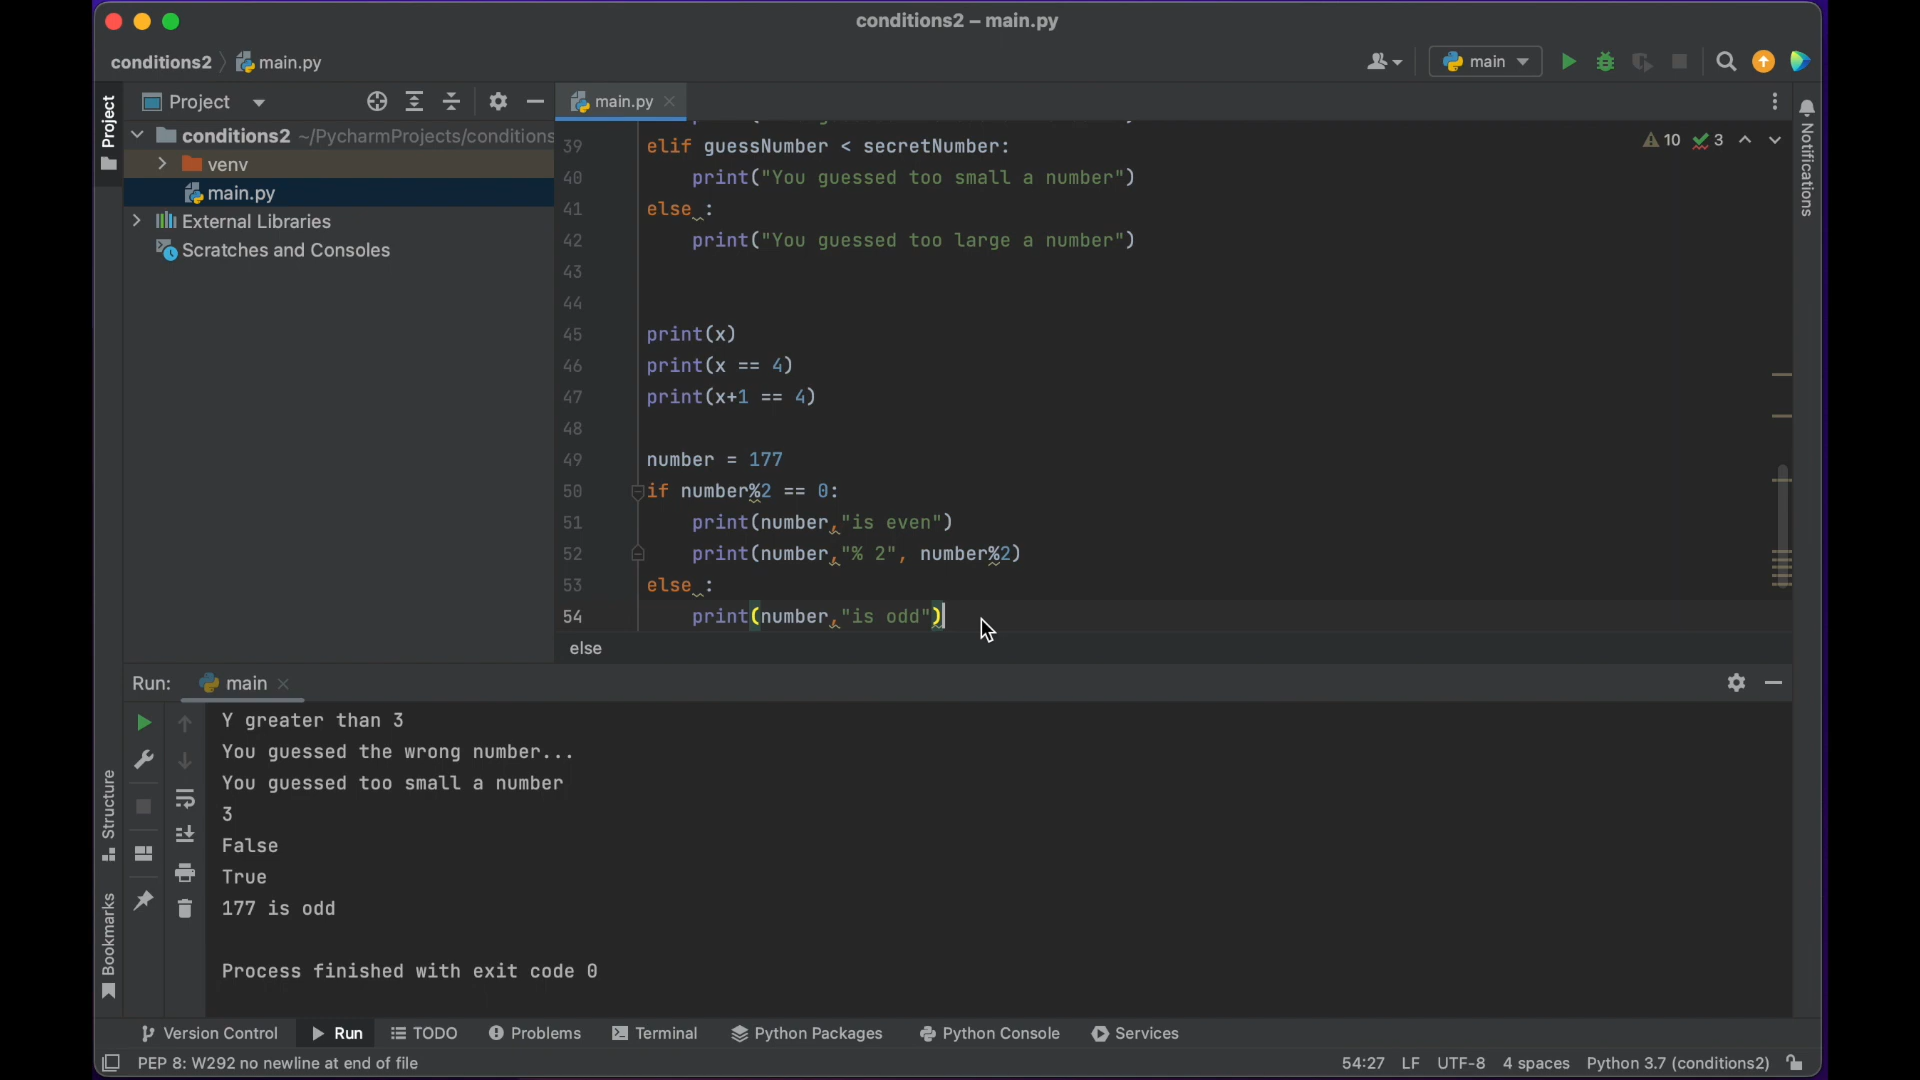 conditions2 – main.py
conditions2
main.py
main
Project
Project
main.py
conditions2 ~/PycharmProjects/conditions
venv
main.py
External Libraries
Scratches and Consoles
10
3
Notifications
39 elif guessNumber < secretNumber:
40 print("You guessed too small a number")
41 else :
42 print("You guessed too large a number")
43
44
45 print(x)
46 print(x == 4)
47 print(x+1 == 4)
48
49 number = 177
50 if number%2 == 0:
51 print(number,"is even")
52 print(number,"% 2", number%2)
53 else :
54 print(number,"is odd")
else
Run:
main
Y greater than 3
You guessed the wrong number...
You guessed too small a number
3
False
True
177 is odd
Process finished with exit code 0
Structure
Bookmarks
Version Control
Run
TODO
Problems
Terminal
Python Packages
Python Console
Services
PEP 8: W292 no newline at end of file
54:27
LF
UTF-8
4 spaces
Python 3.7 (conditions2)